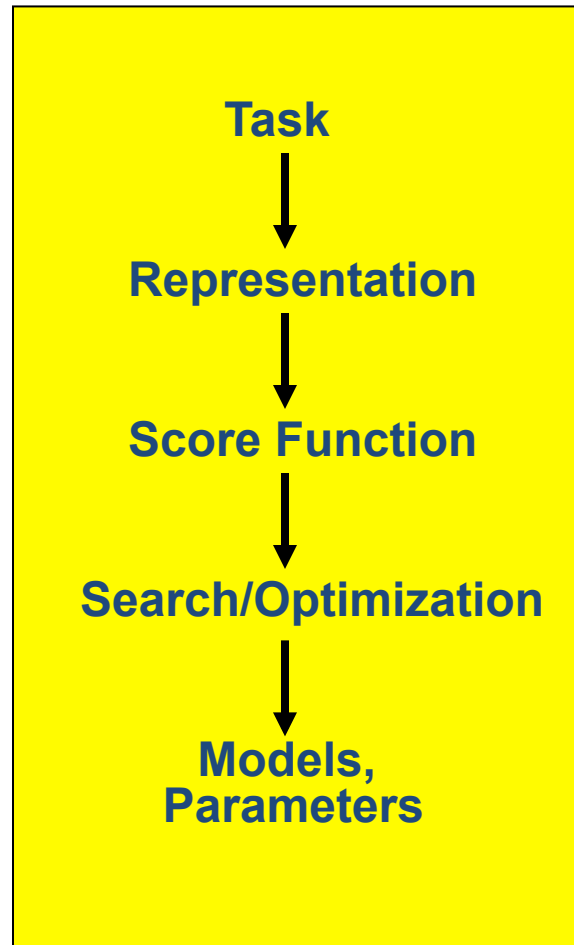 Task
Representation
Score Function
Search/Optimization
Models,
Parameters